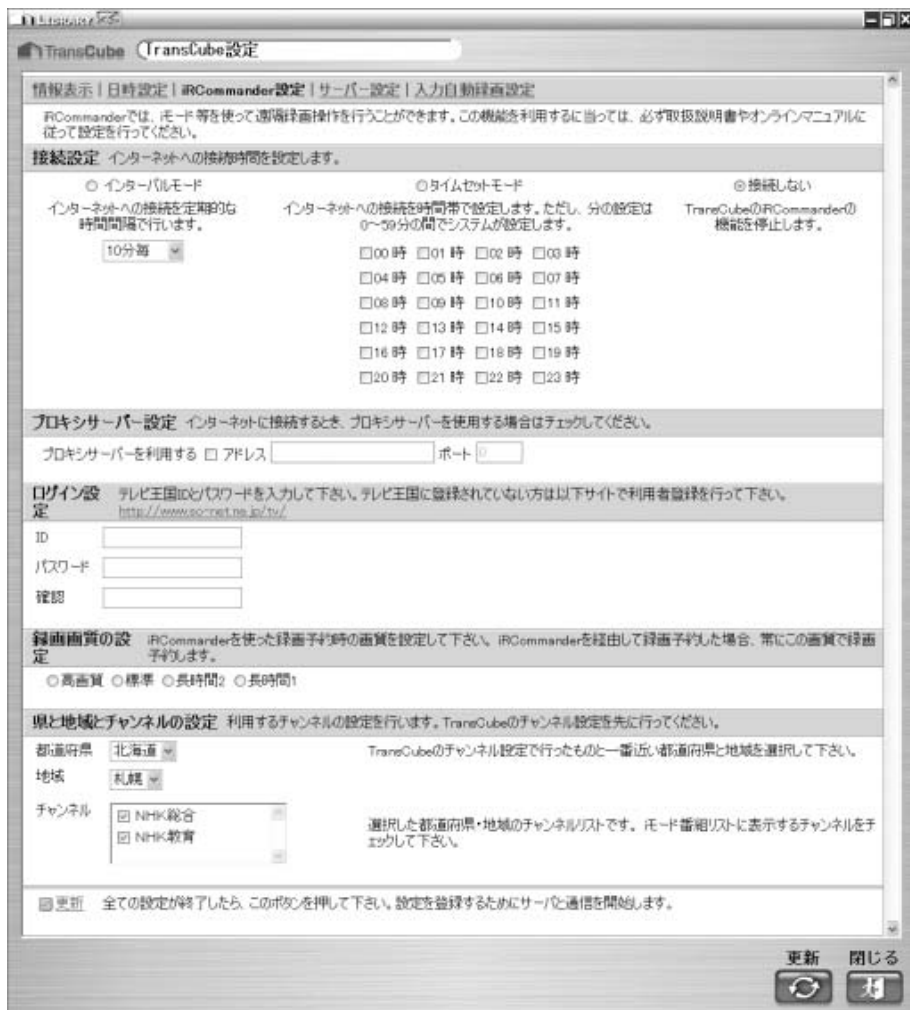 LIBRARY XS
TransCube TransCube設定
情報表示 | 日時設定 | iRCommander設定 | サーバー設定 | 入力自動録画設定
iRCommanderでは、iモード等を使って遠隔録画操作を行うことができます。この機能を利用するに当っては、必ず取扱説明書やオンラインマニュアルに
従って設定を行ってください。
接続設定 インターネットへの接続時間を設定します。
インターバルモード タイムセットモード 接続しない
インターネットへの接続を定期的な インターネットへの接続を時間帯で設定します。ただし、分の設定は TransCubeのiRCommanderの
時間間隔で行います。 0～59分の間でシステムが設定します。 機能を停止します。
10分毎 00 時 01 時 02 時 03 時
04 時 05 時 06 時 07 時
08 時 09 時 10 時 11 時
12 時 13 時 14 時 15 時
16 時 17 時 18 時 19 時
20 時 21 時 22 時 23 時
プロキシサーバー設定 インターネットに接続するとき、プロキシサーバーを使用する場合はチェックしてください。
プロキシサーバーを利用する アドレス ポート 0
ログイン設 テレビ王国IDとパスワードを入力して下さい。テレビ王国に登録されていない方は以下サイトで利用者登録を行って下さい。
定 http://www.so-net.ne.jp/tv/
ID
パスワード
確認
録画画質の設 iRCommanderを使った録画予約時の画質を設定して下さい。iRCommanderを経由して録画予約した場合、常にこの画質で録画
定 予約します。
高画質 標準 長時間2 長時間1
県と地域とチャンネルの設定 利用するチャンネルの設定を行います。TransCubeのチャンネル設定を先に行ってください。
都道府県 北海道 TransCubeのチャンネル設定で行ったものと一番近い都道府県と地域を選択して下さい。
地域 札幌
チャンネル NHK総合
NHK教育
選択した都道府県・地域のチャンネルリストです。iモード番組リストに表示するチャンネルをチ
ェックして下さい。
更新 全ての設定が終了したら、このボタンを押して下さい。設定を登録するためにサーバと通信を開始します。
更新 閉じる